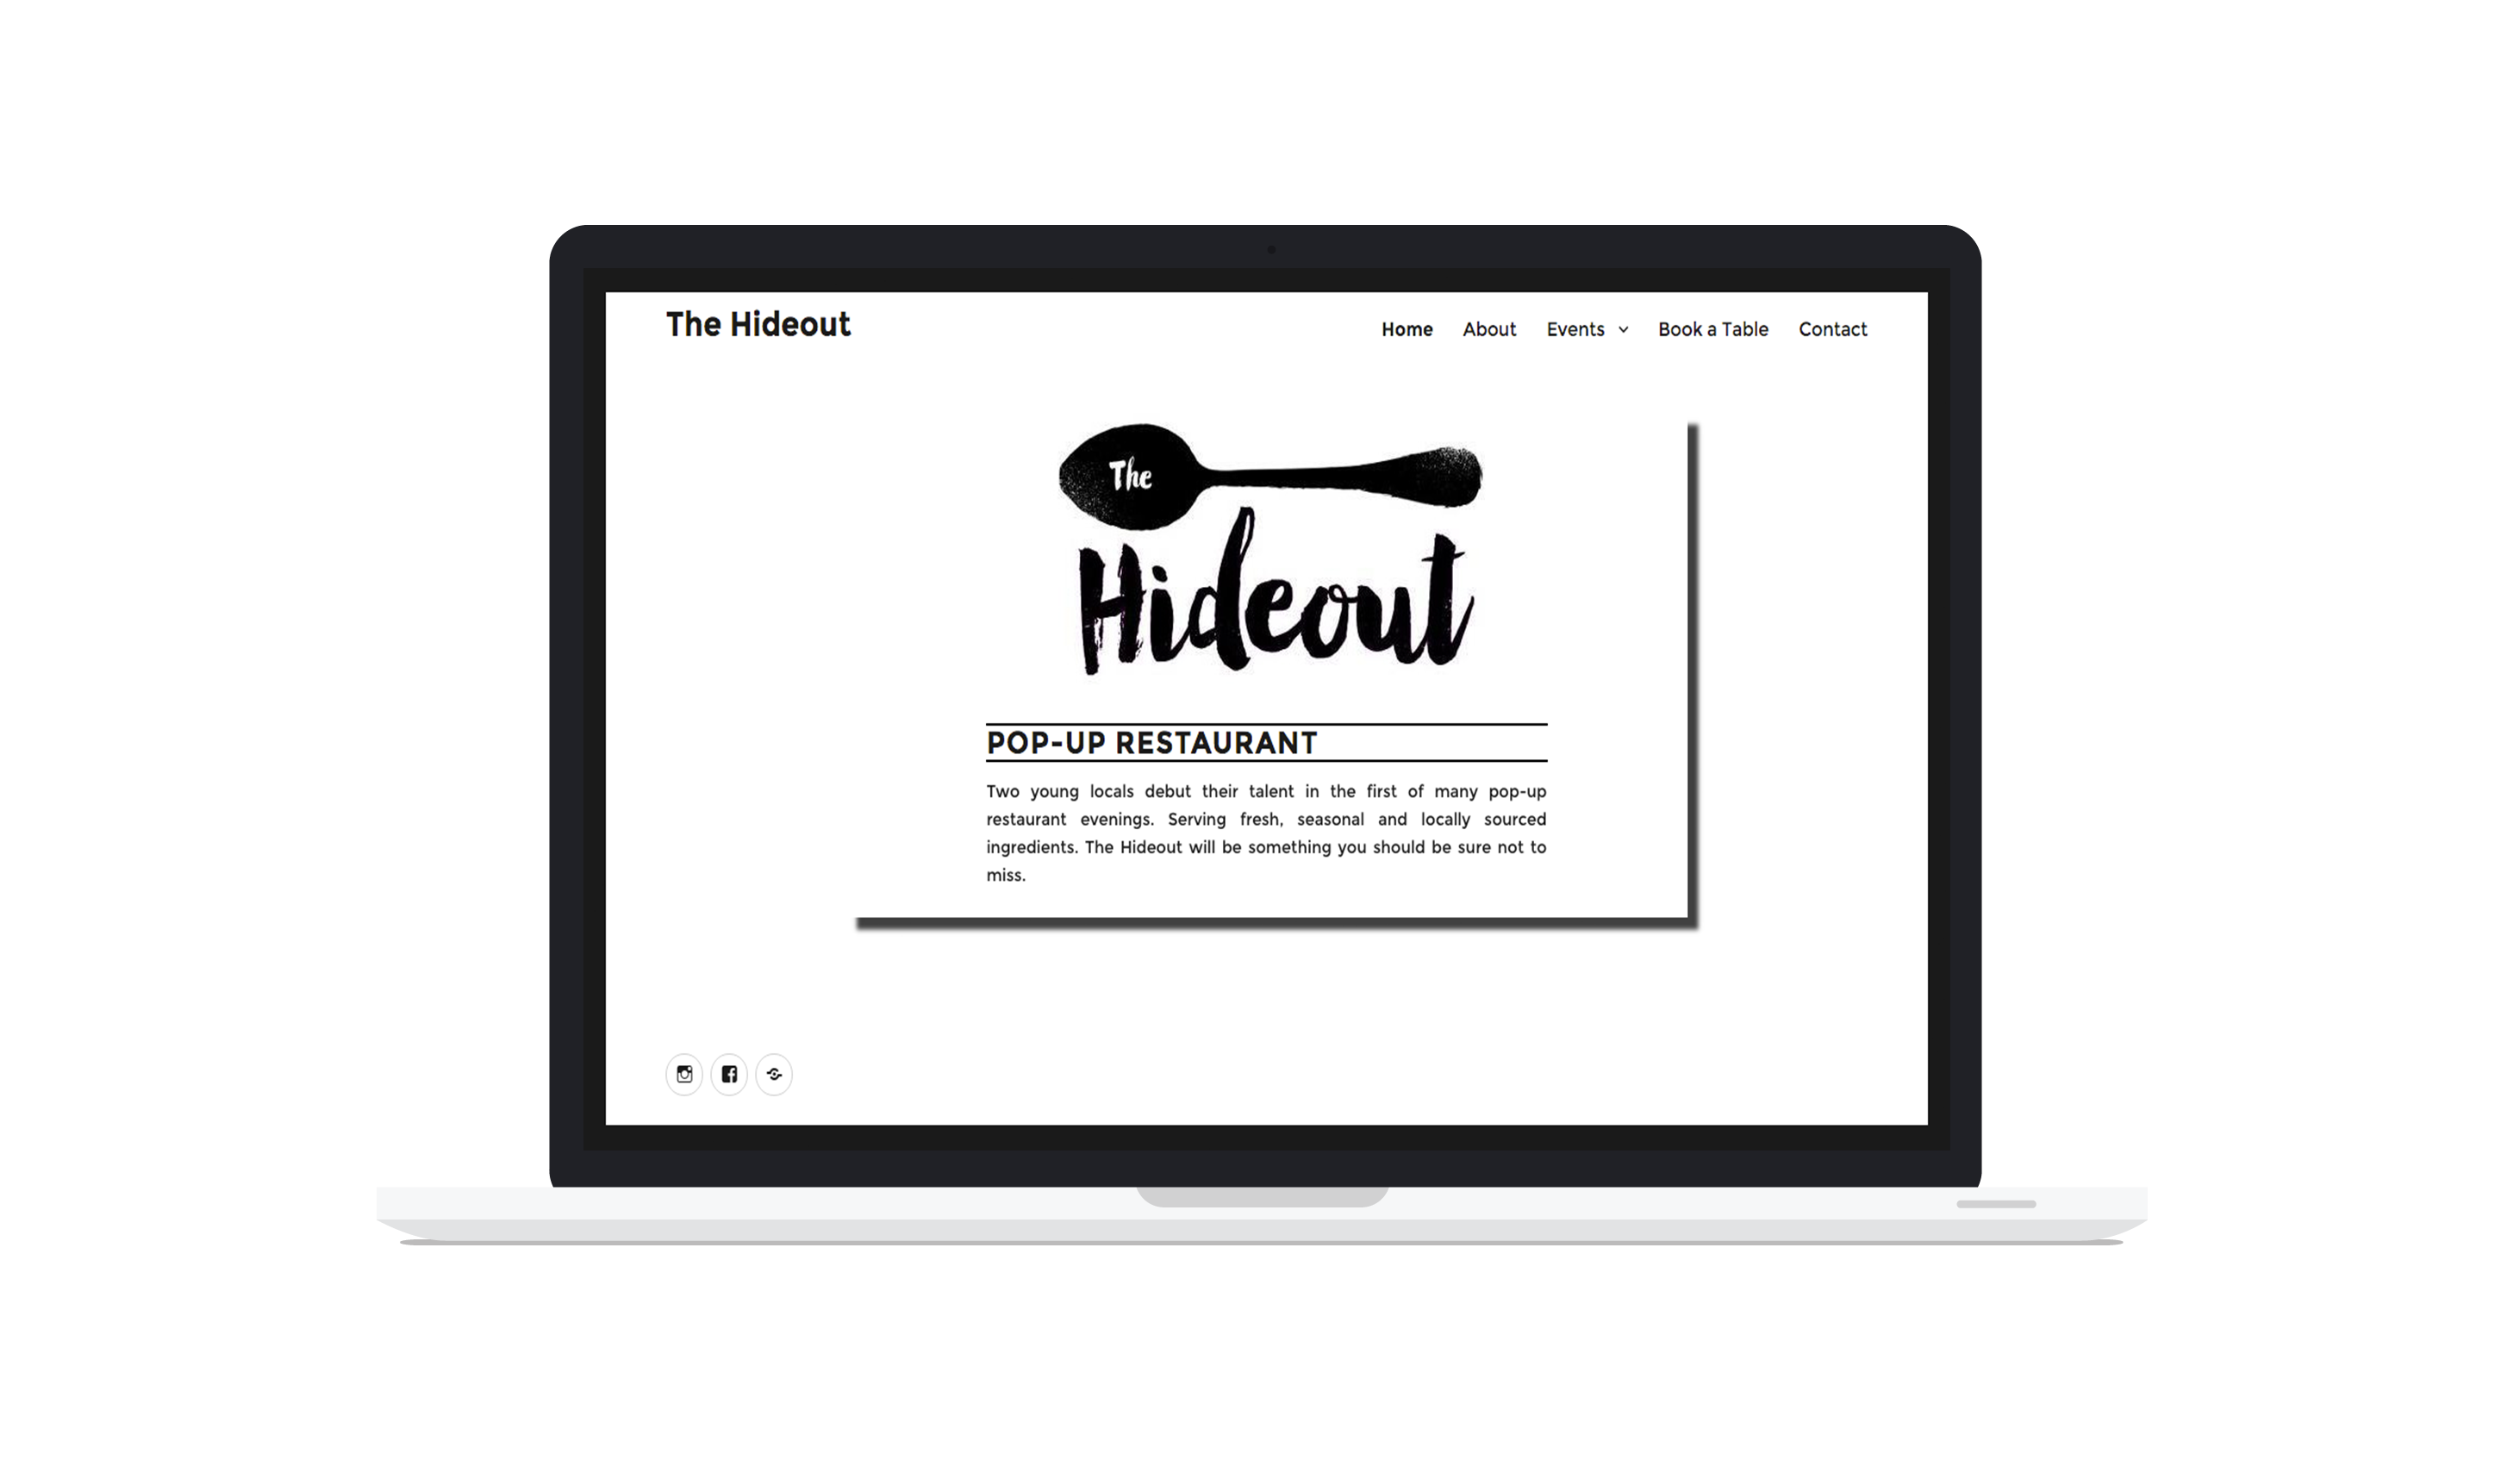 The Hideout
Home About Events Book a Table Contact
The
Hideout
POP-UP RESTAURANT
Two young locals debut their talent in the first of many pop-up
restaurant evenings. Serving fresh, seasonal and locally sourced
ingredients. The Hideout will be something you should be sure not to
miss.